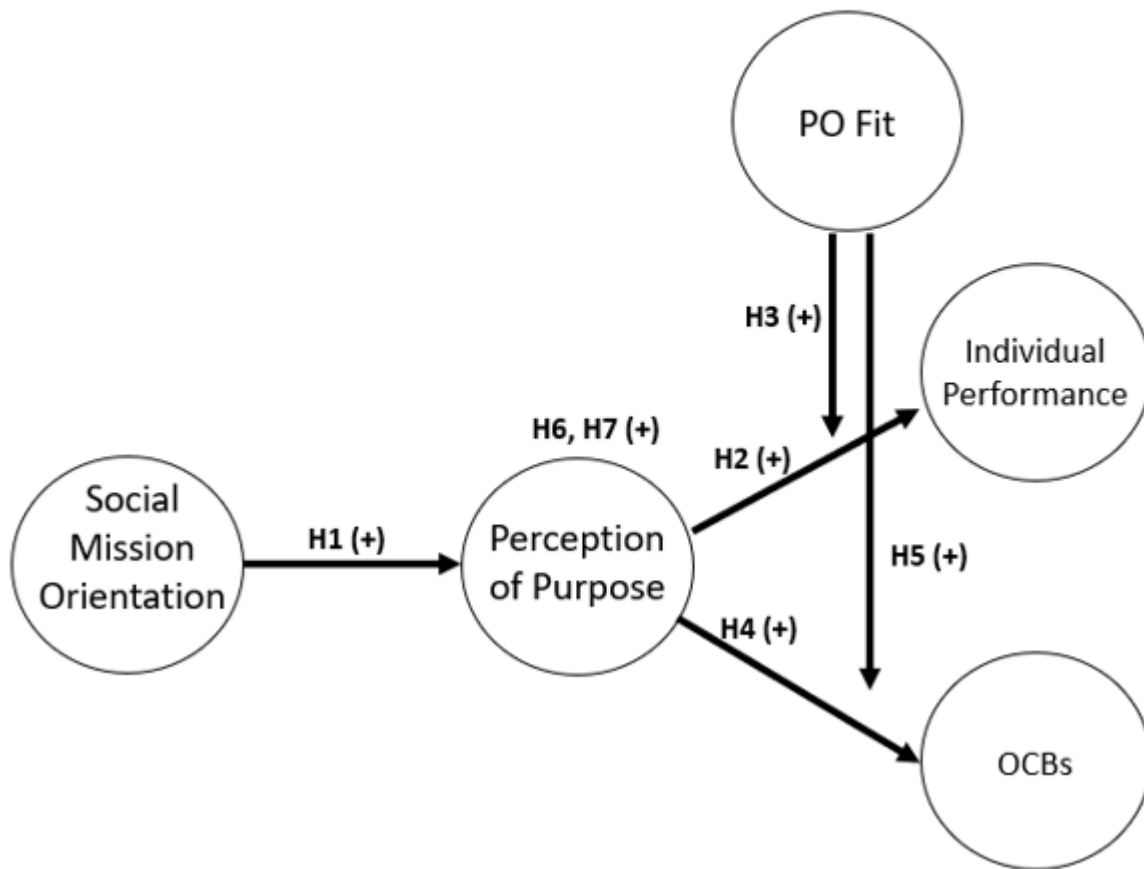 PO Fit
H3 (+)
Individual
Performance
H6, H7 (+)
H2 (+)
Social
Mission
Orientation
H1 (+)
Perception
of Purpose
H5 (+)
H4 (+)
OCBs